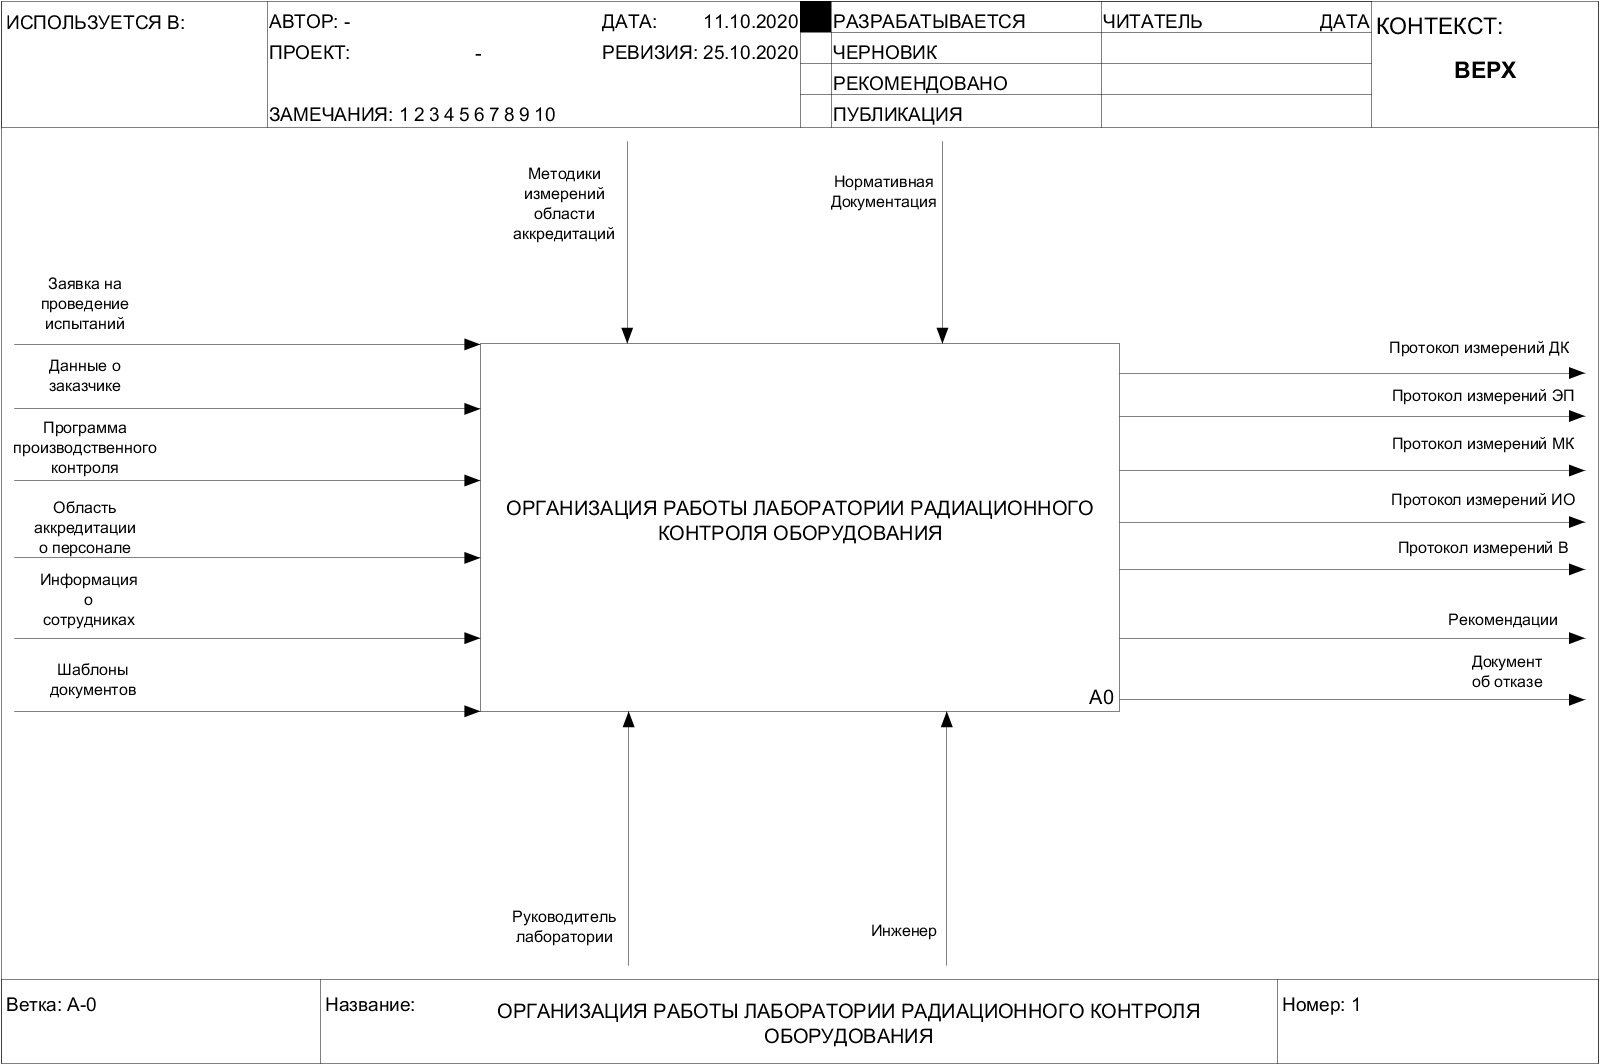 ИСПОЛЬЗУЕТСЯ В:
АВТОР: -
ДАТА: 11.10.2020
ПРОЕКТ: -
РЕВИЗИЯ: 25.10.2020
ЗАМЕЧАНИЯ: 1 2 3 4 5 6 7 8 9 10
РАЗРАБАТЫВАЕТСЯ
ЧЕРНОВИК
РЕКОМЕНДОВАНО
ПУБЛИКАЦИЯ
ЧИТАТЕЛЬ
ДАТА
КОНТЕКСТ:
ВЕРХ
Методики
измерений
области
аккредитаций
Нормативная
Документация
Заявка на
проведение
испытаний
Данные о
заказчике
Программа
производственного
контроля
Область
аккредитации
о персонале
Информация
о
сотрудниках
Шаблоны
документов
ОРГАНИЗАЦИЯ РАБОТЫ ЛАБОРАТОРИИ РАДИАЦИОННОГО
КОНТРОЛЯ ОБОРУДОВАНИЯ
A0
Протокол измерений ДК
Протокол измерений ЭП
Протокол измерений МК
Протокол измерений ИО
Протокол измерений В
Рекомендации
Документ
об отказе
Руководитель
лаборатории
Инженер
Ветка: A-0
Название:
ОРГАНИЗАЦИЯ РАБОТЫ ЛАБОРАТОРИИ РАДИАЦИОННОГО КОНТРОЛЯ
ОБОРУДОВАНИЯ
Номер: 1